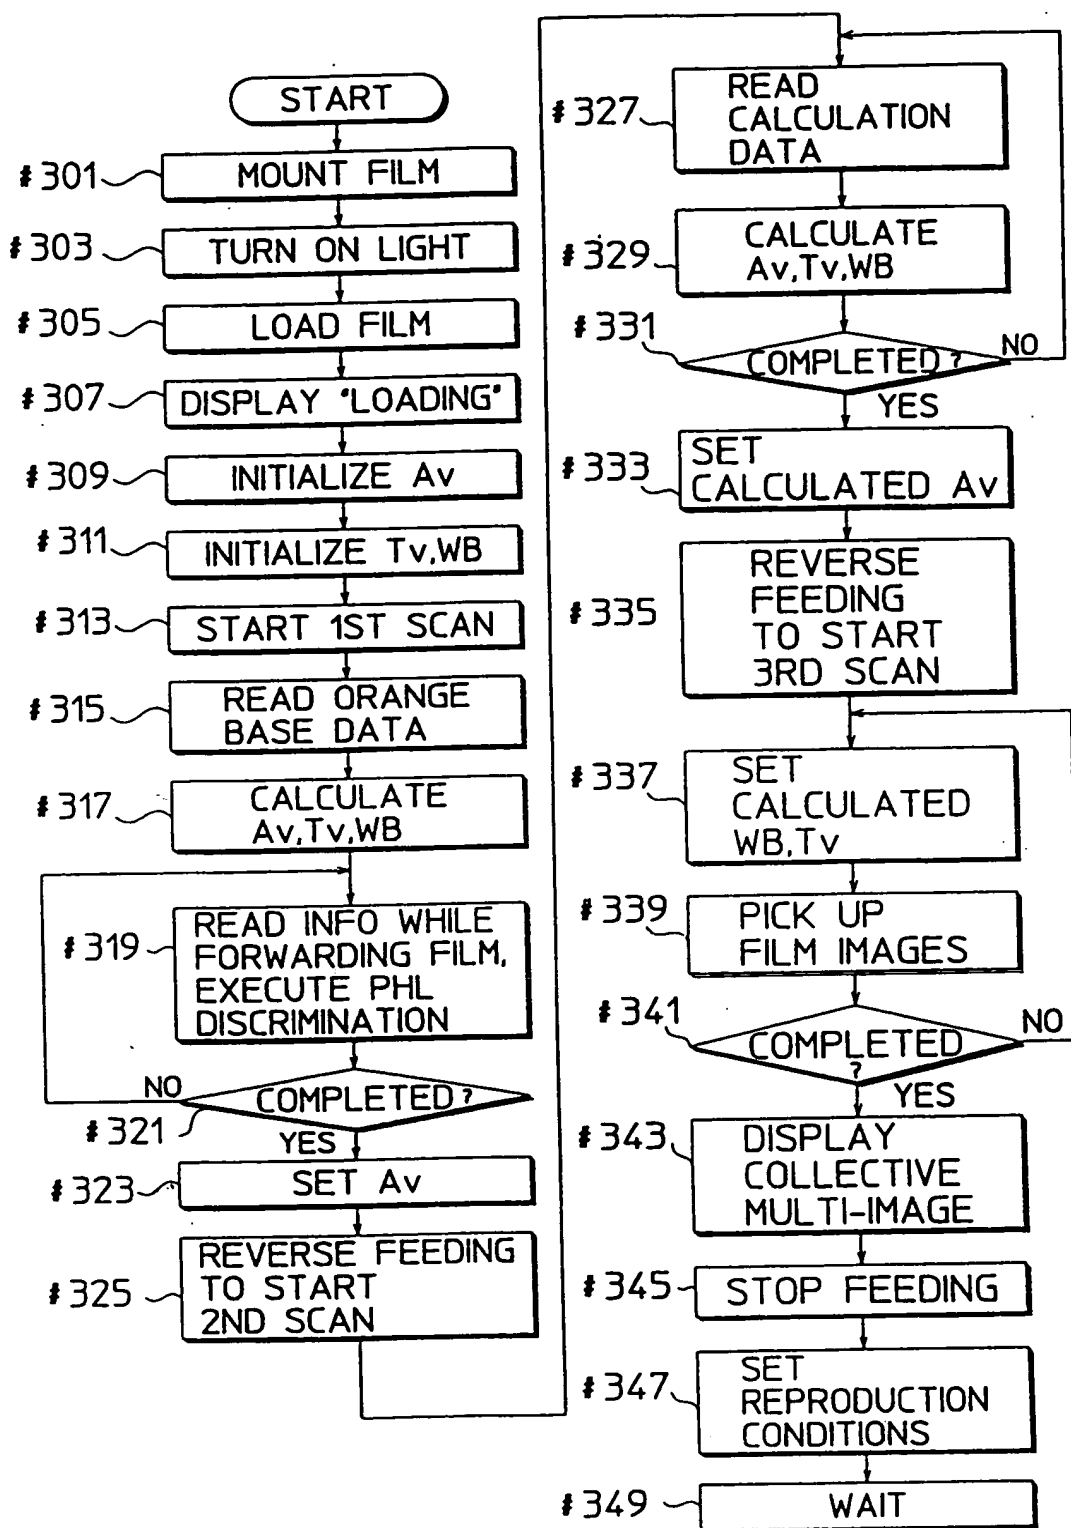 START
#301
MOUNT FILM
#303
TURN ON LIGHT
#305
LOAD FILM
#307
DISPLAY "LOADING"
#309
INITIALIZE Av
#311
INITIALIZE Tv,WB
#313
START 1ST SCAN
#315
READ ORANGE
BASE DATA
#317
CALCULATE
Av,Tv,WB
#319
READ INFO WHILE
FORWARDING FILM,
EXECUTE PHL
DISCRIMINATION
NO
COMPLETED?
#321
YES
#323
SET Av
#325
REVERSE FEEDING
TO START
2ND SCAN
#327
READ
CALCULATION
DATA
#329
CALCULATE
Av,Tv,WB
#331
COMPLETED?
NO
YES
#333
SET
CALCULATED Av
#335
REVERSE
FEEDING
TO START
3RD SCAN
#337
SET
CALCULATED
WB,Tv
#339
PICK UP
FILM IMAGES
#341
COMPLETED
?
NO
YES
#343
DISPLAY
COLLECTIVE
MULTI-IMAGE
#345
STOP FEEDING
#347
SET
REPRODUCTION
CONDITIONS
#349
WAIT